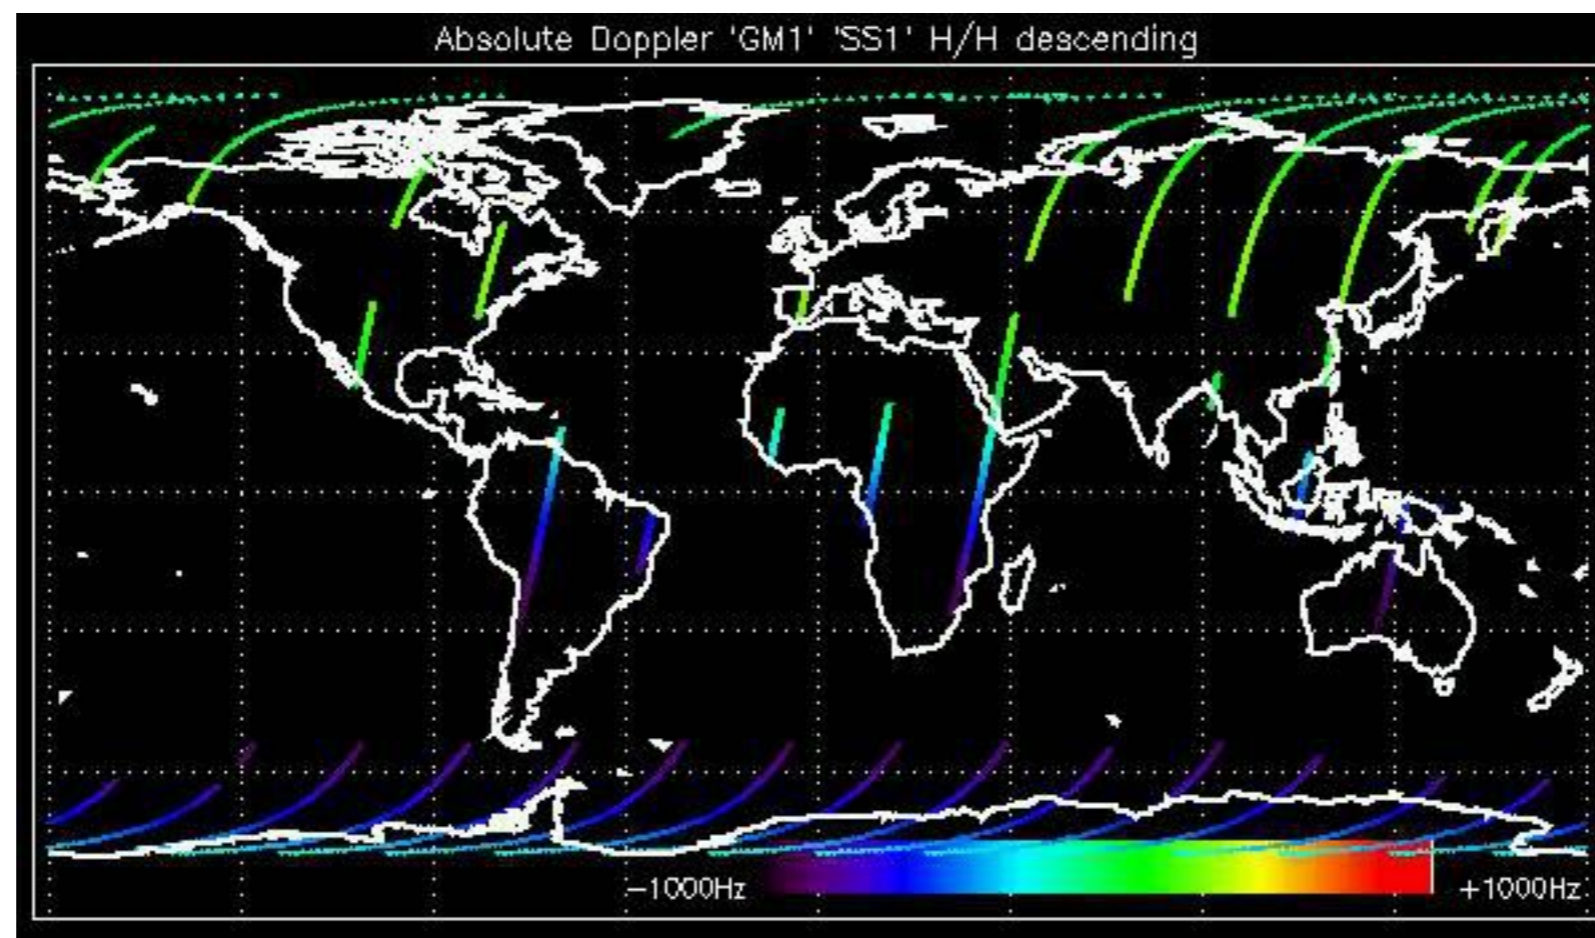 Absolute Doppler 'GM1' 'SS1' H/H descending
-1000Hz +1000Hz